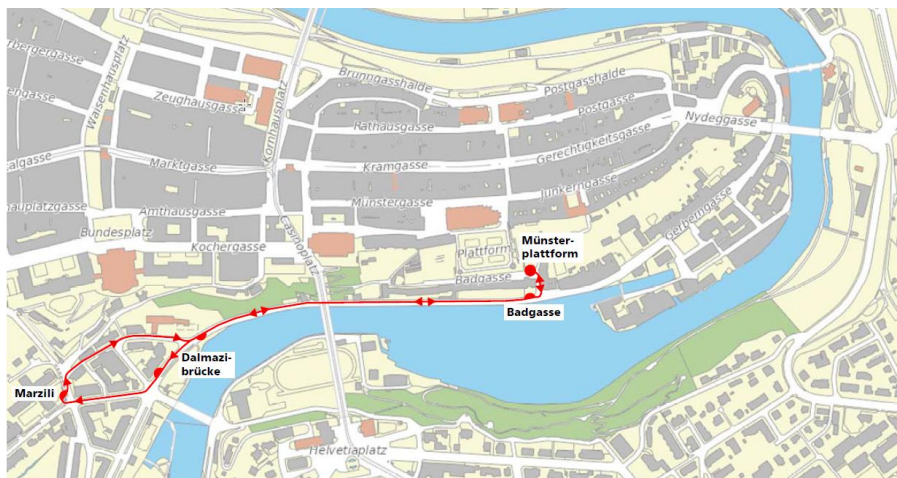 erbergergasse
Waisenhausplatz
Zeughausgasse
Kornhausplatz
Brunngasshalde
Postgasshalde
Postgasse
Rathausgasse
Nydeggasse
Gerechtigkeitsgasse
Marktgasse
Kramgasse
Junkerngasse
Münstergasse
Amthausgasse
Bundesplatz
Kochergasse
Casinoplatz
Gerberngasse
Plattform
Münster-
plattform
Badgasse
Badgasse
Dalmazi-
brücke
Marzili
Helvetiaplatz